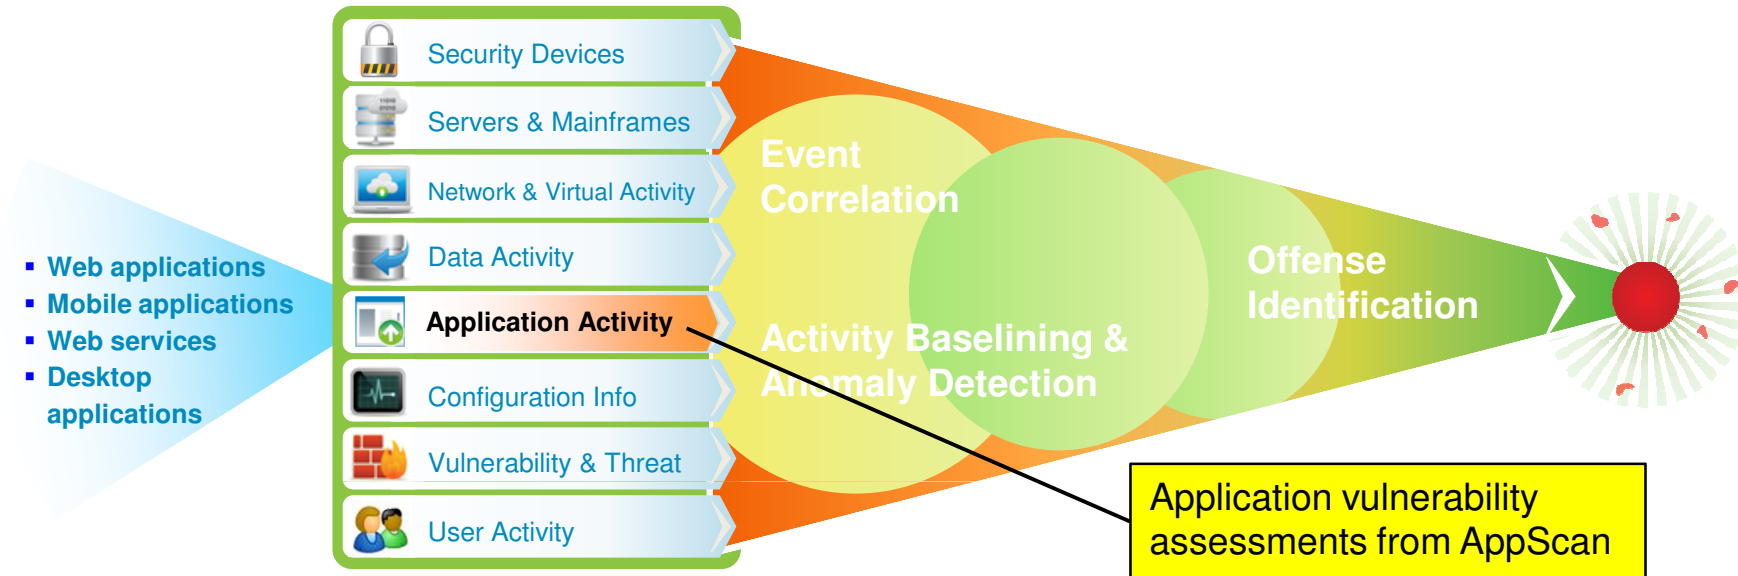 ▪ Web applications
▪ Mobile applications
▪ Web services
▪ Desktop
applications
Security Devices
Servers & Mainframes
Network & Virtual Activity
Data Activity
Application Activity
Configuration Info
Vulnerability & Threat
User Activity
Event
Correlation
Activity Baselining &
Anomaly Detection
Offense
Identification
Application vulnerability
assessments from AppScan